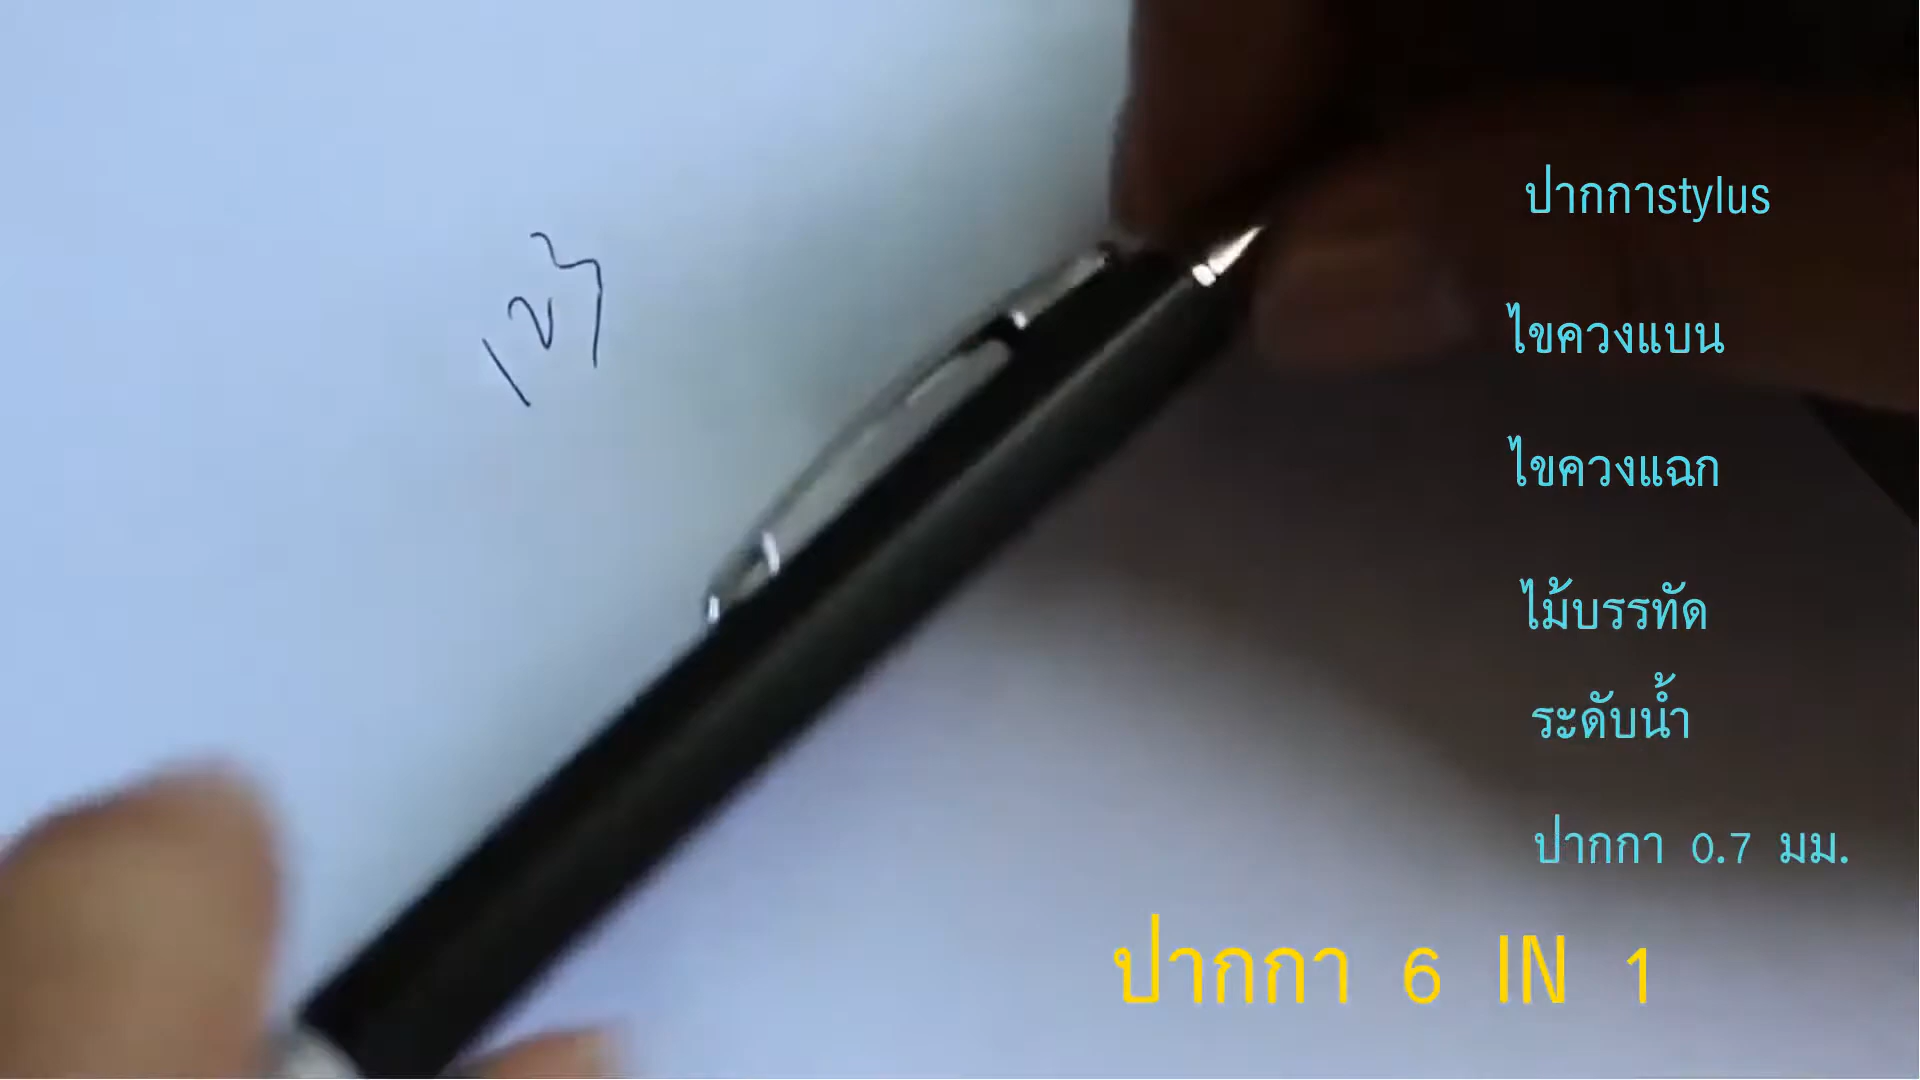 123
ปากกาstylus
ไขควงแบน
ไขควงแฉก
ไม้บรรทัด
ระดับน้ำ
ปากกา 0.7 มม.
ปากกา 6 IN 1